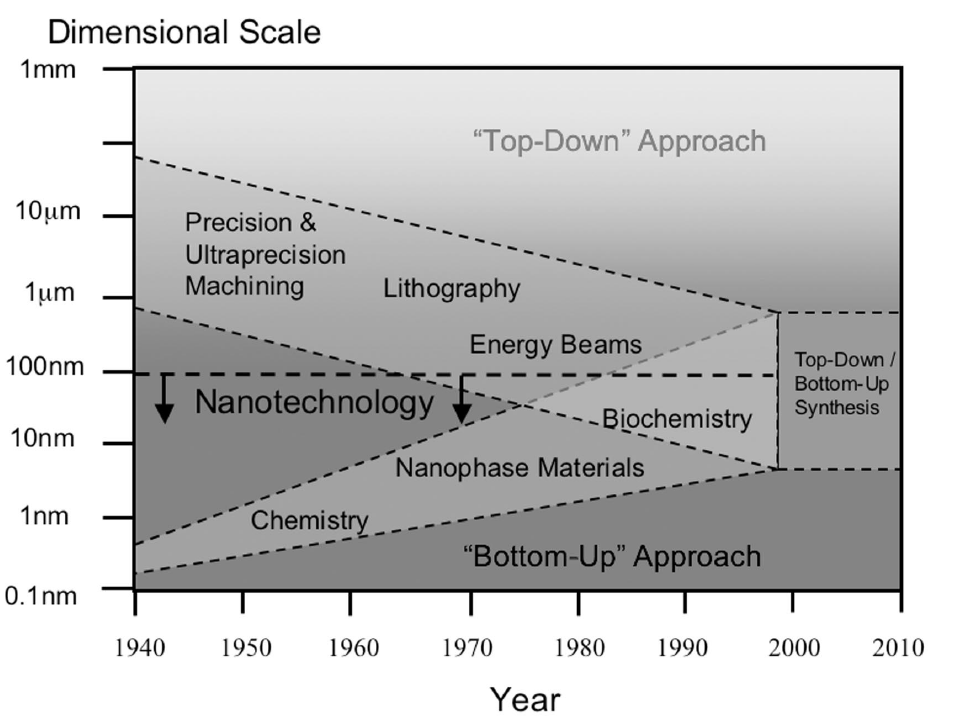 Dimensional Scale
1mm
10μm
1μm
100nm
10nm
1nm
0.1nm
“Top-Down” Approach
Precision &
Ultraprecision
Machining
Lithography
Energy Beams
Top-Down /
Bottom-Up
Synthesis
Nanotechnology
Biochemistry
Nanophase Materials
Chemistry
“Bottom-Up” Approach
1940 1950 1960 1970 1980 1990 2000 2010
Year